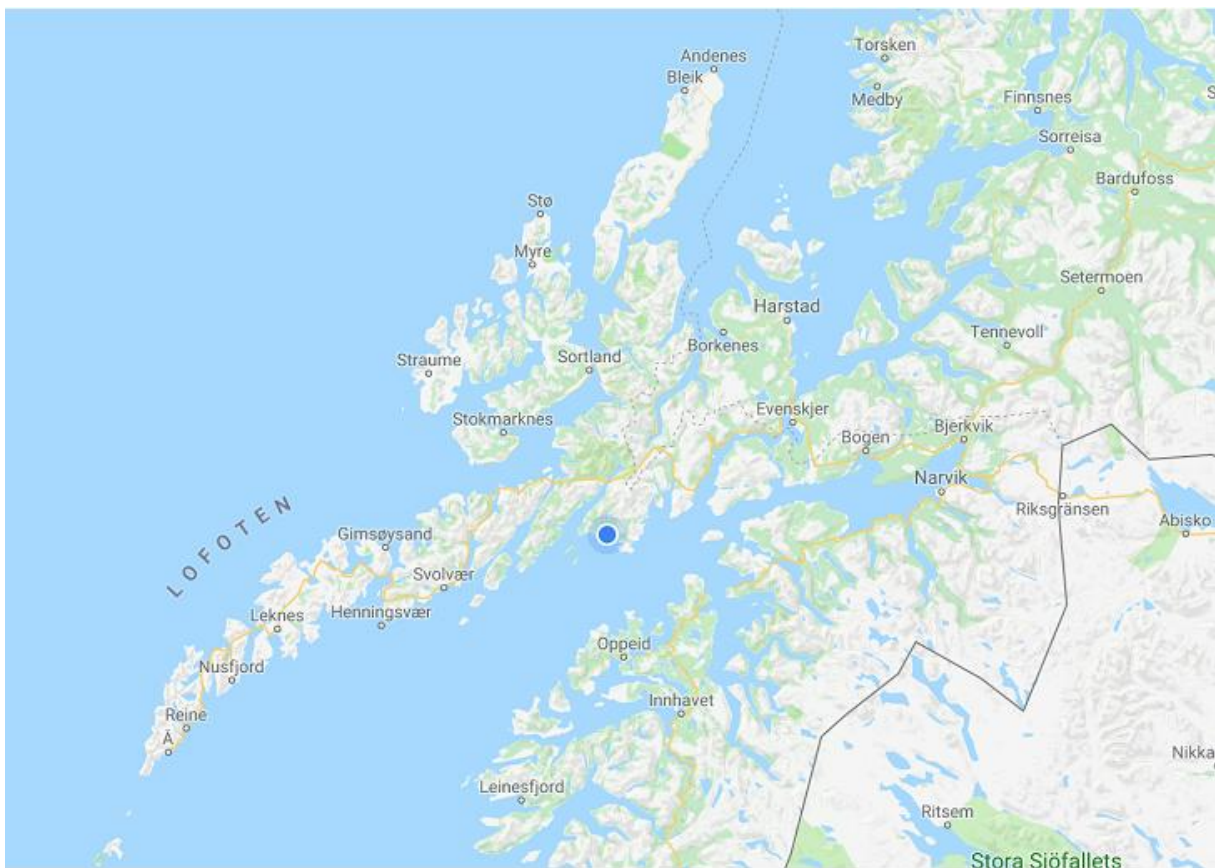 Andenes
Bleik
Torsken
Medby
Finnsnes
S
Sorreisa
Bardufoss
Stø
Myre
Setermoen
Harstad
Tennevoll
Borkenes
Straume
Sortland
Stokmarknes
Evenskjer
Bogen
Bjerkvik
Narvik
Riksgränsen
Abisko
LOFOTEN
Gimsøysand
Svolvær
Henningsvær
Leknes
Oppeid
Nusfjord
Innhavet
Reine
Å
Nikka
Leinesfjord
Ritsem
Stora Sjöfallets